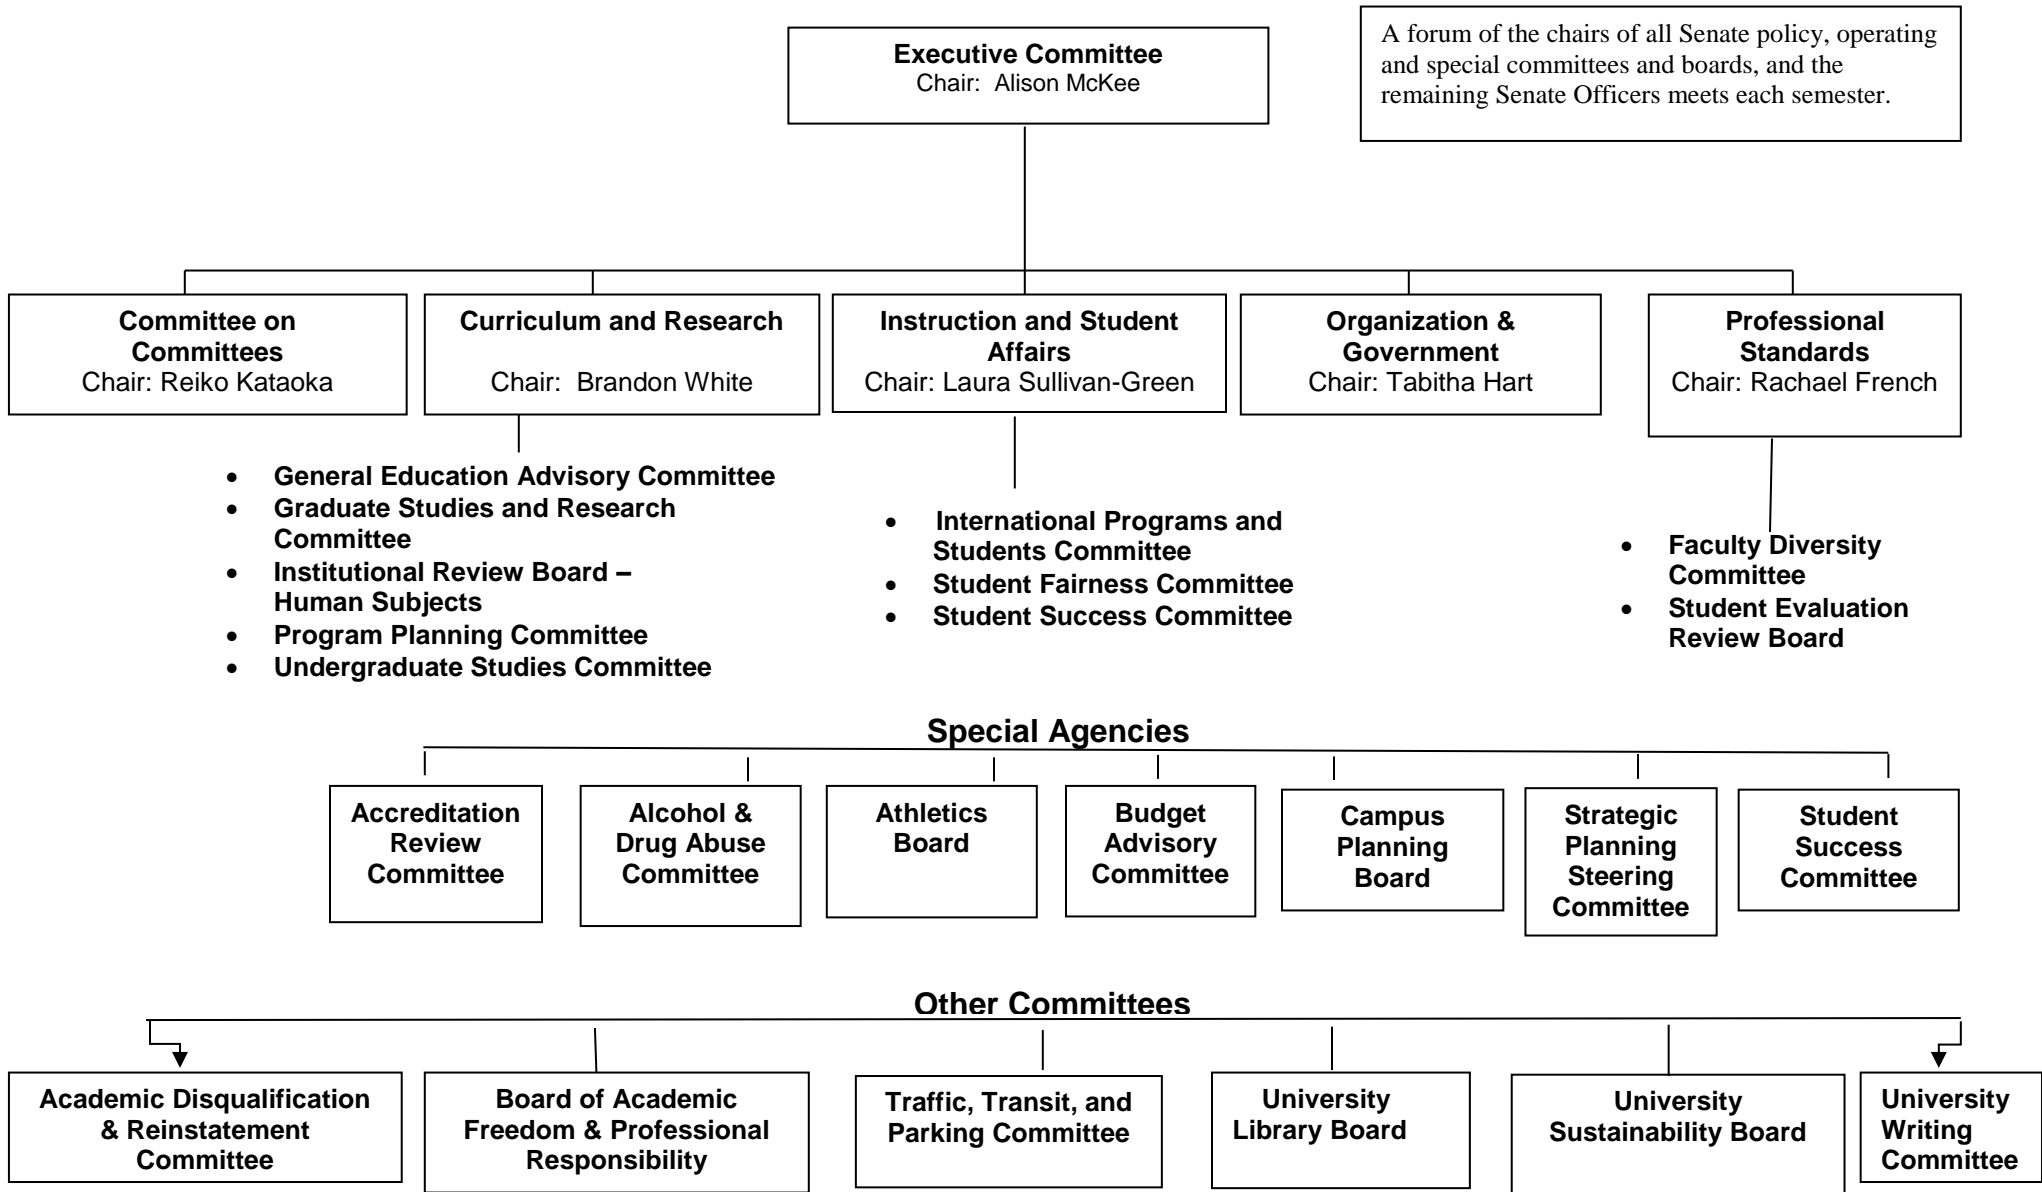 Executive Committee
Chair: Alison McKee
A forum of the chairs of all Senate policy, operating
and special committees and boards, and the
remaining Senate Officers meets each semester.
Committee on
Committees
Chair: Reiko Kataoka
Curriculum and Research
Chair: Brandon White
Instruction and Student
Affairs
Chair: Laura Sullivan-Green
Organization &
Government
Chair: Tabitha Hart
Professional
Standards
Chair: Rachael French
• General Education Advisory Committee
• Graduate Studies and Research
Committee
• Institutional Review Board –
Human Subjects
• Program Planning Committee
• Undergraduate Studies Committee
• International Programs and
Students Committee
• Student Fairness Committee
• Student Success Committee
• Faculty Diversity
Committee
• Student Evaluation
Review Board
Special Agencies
Accreditation
Review
Committee
Alcohol &
Drug Abuse
Committee
Athletics
Board
Budget
Advisory
Committee
Campus
Planning
Board
Strategic
Planning
Steering
Committee
Student
Success
Committee
Other Committees
Academic Disqualification
& Reinstatement
Committee
Board of Academic
Freedom & Professional
Responsibility
Traffic, Transit, and
Parking Committee
University
Library Board
University
Sustainability Board
University
Writing
Committee